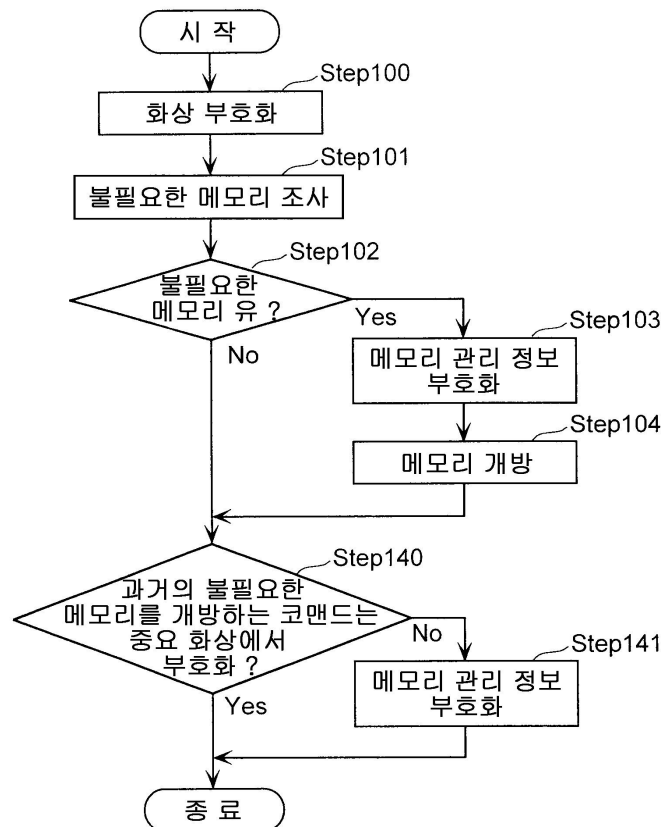 시 작
Step100
화상 부호화
Step101
불필요한 메모리 조사
Step102
불필요한
메모리 유 ?
Yes
No
Step103
메모리 관리 정보
부호화
Step104
메모리 개방
Step140
과거의 불필요한
메모리를 개방하는 코맨드는
중요 화상에서
부호화 ?
No
Yes
Step141
메모리 관리 정보
부호화
종 료